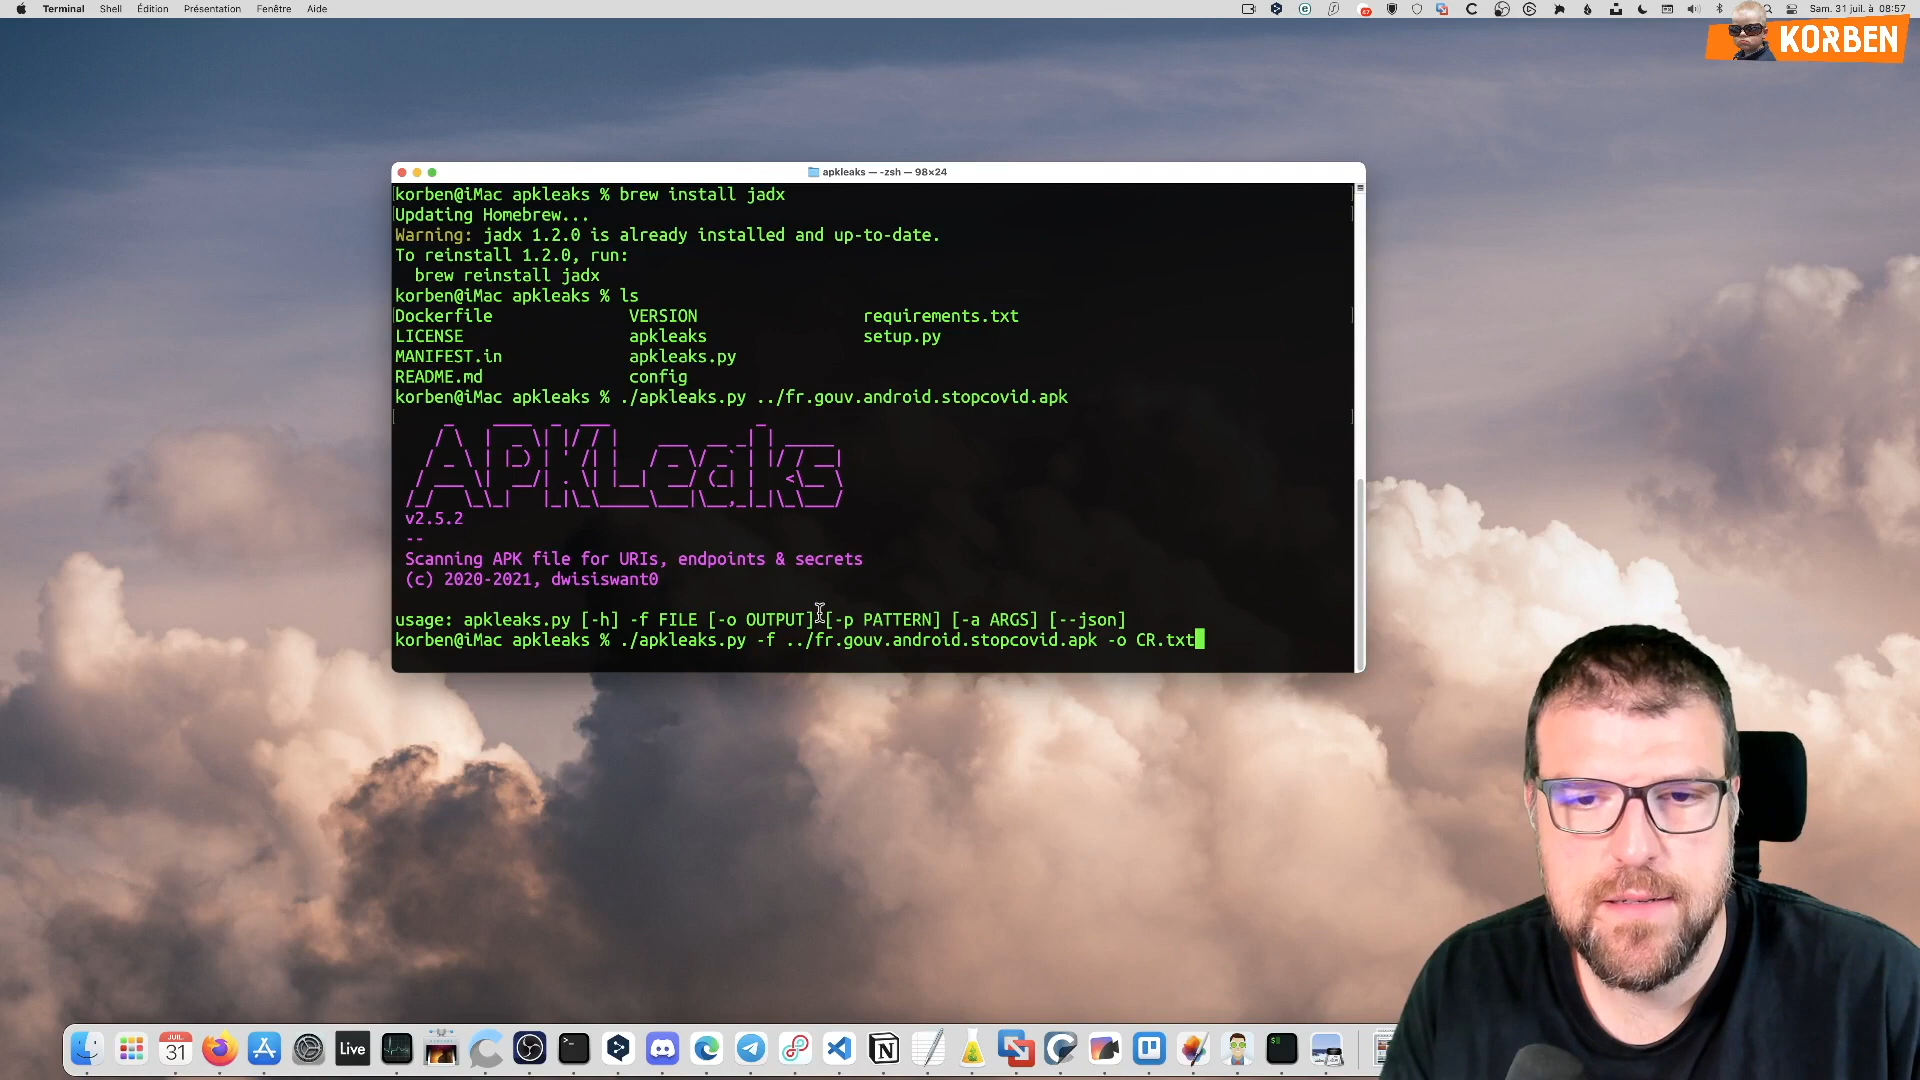 Terminal Shell Édition Présentation Fenêtre Aide
Sam. 31 juil. à 08:57
KORBEN
apkleaks — -zsh — 98×24
korben@iMac apkleaks % brew install jadx
Updating Homebrew...
Warning: jadx 1.2.0 is already installed and up-to-date.
To reinstall 1.2.0, run:
brew reinstall jadx
korben@iMac apkleaks % ls
Dockerfile VERSION requirements.txt
LICENSE apkleaks setup.py
MANIFEST.in apkleaks.py
README.md config
korben@iMac apkleaks % ./apkleaks.py ../fr.gouv.android.stopcovid.apk
APKLeaks
v2.5.2
--
Scanning APK file for URIs, endpoints & secrets
(c) 2020-2021, dwisiswant0
usage: apkleaks.py [-h] -f FILE [-o OUTPUT] [-p PATTERN] [-a ARGS] [--json]
korben@iMac apkleaks % ./apkleaks.py -f ../fr.gouv.android.stopcovid.apk -o CR.txt
JUIL.
31
Live